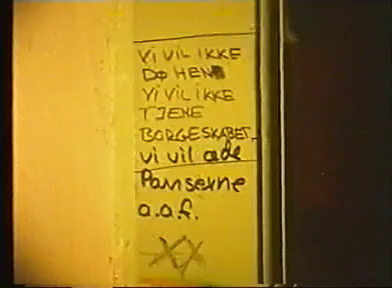 VI VIL IKKE
DØ HEN
VI VIL IKKE
TJENE
BORGESKABET
vi vil æde
Panserne
a.a.f.
XX